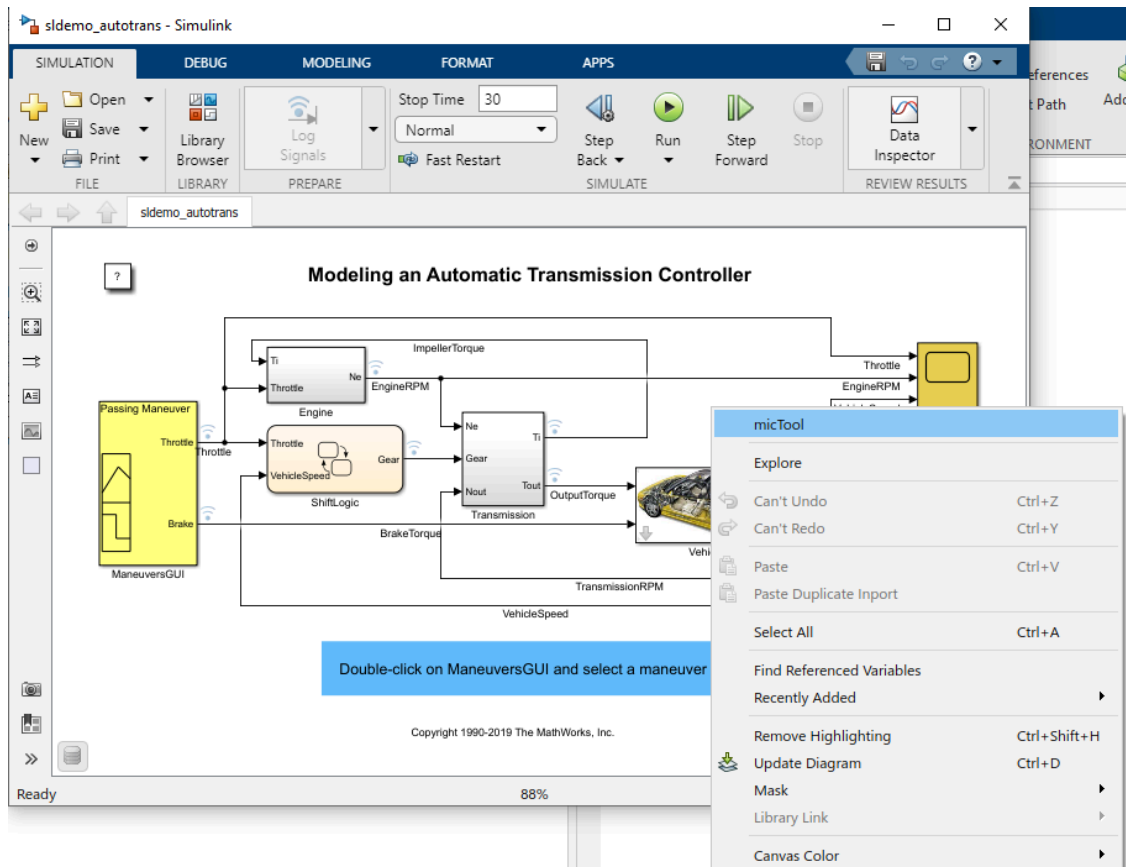 sldemo_autotrans - Simulink
SIMULATION DEBUG MODELING FORMAT APPS
New
Open
Save
Print
FILE
Library Browser
LIBRARY
Log Signals
PREPARE
Stop Time 30
Normal
Fast Restart
Step Back
Run
Step Forward
Stop
SIMULATE
Data Inspector
REVIEW RESULTS
Path
sldemo_autotrans
?
Modeling an Automatic Transmission Controller
ImpellerTorque
Ti
Throttle
Ne
Engine
EngineRPM
Throttle
EngineRPM
Passing Maneuver
Throttle
Brake
ManeuversGUI
Throttle
Throttle
VehicleSpeed
Gear
ShiftLogic
Ne
Gear
Nout
Ti
Tout
Transmission
OutputTorque
BrakeTorque
TransmissionRPM
VehicleSpeed
Double-click on ManeuversGUI and select a maneuver
Copyright 1990-2019 The MathWorks, Inc.
Ready 88%
micTool
Explore
Can't Undo Ctrl+Z
Can't Redo Ctrl+Y
Paste Ctrl+V
Paste Duplicate Inport
Select All Ctrl+A
Find Referenced Variables
Recently Added
Remove Highlighting Ctrl+Shift+H
Update Diagram Ctrl+D
Mask
Library Link
Canvas Color